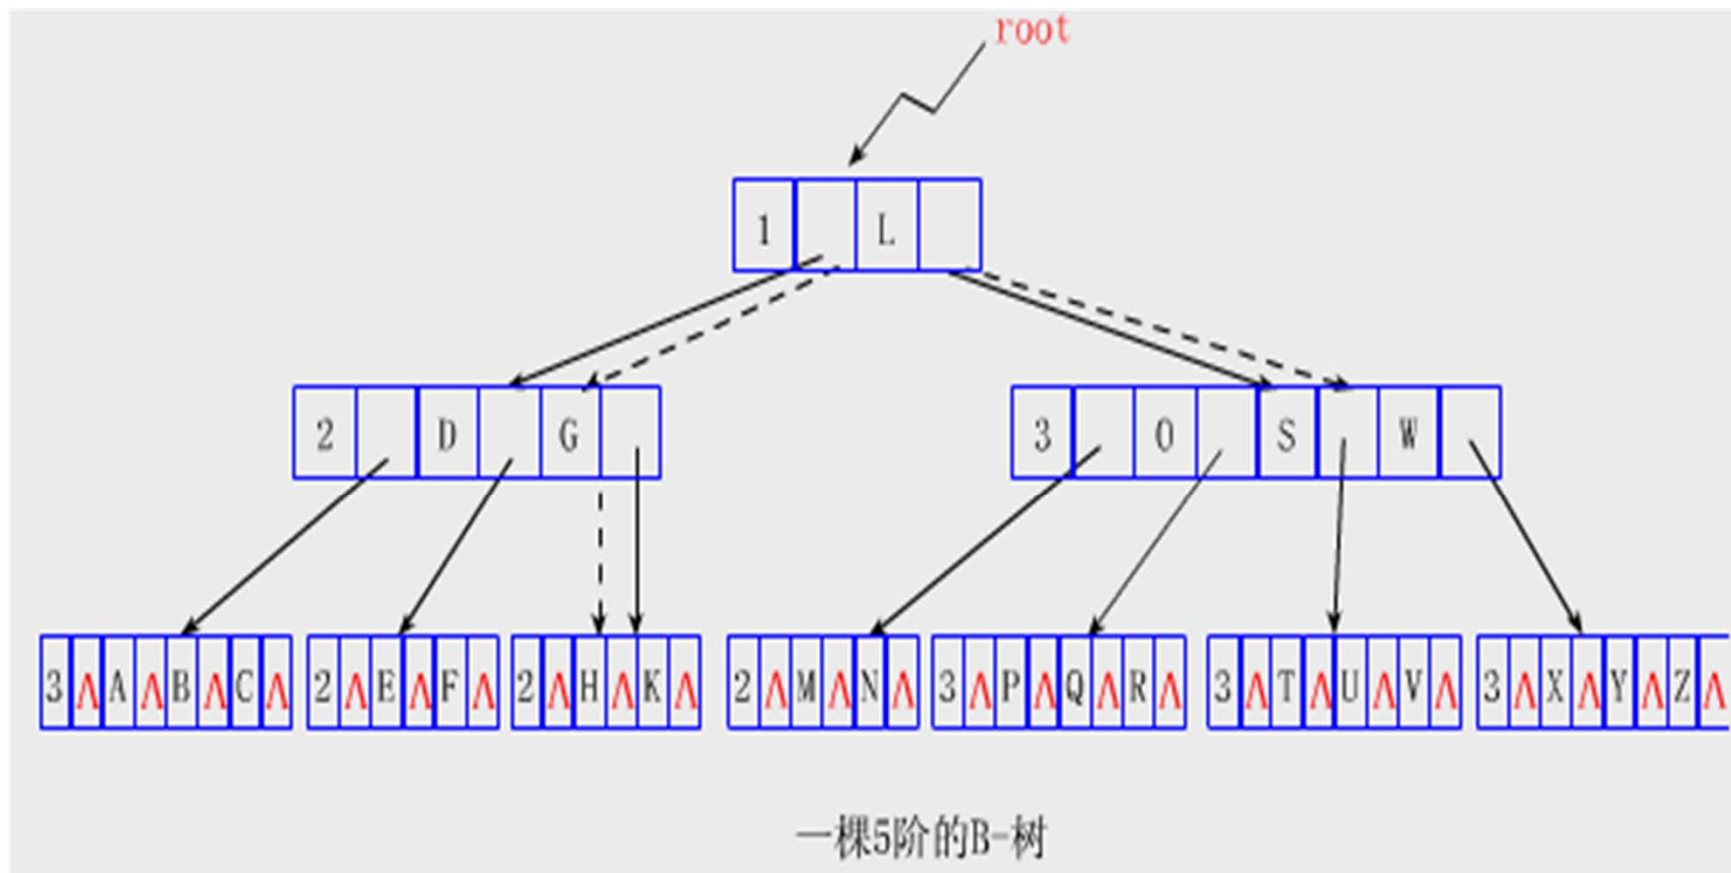 root
1 L
2 D G
3 O S W
3 Λ A Λ B Λ C Λ
2 Λ E Λ F Λ
2 Λ H Λ K Λ
2 Λ M Λ N Λ
3 Λ P Λ Q Λ R Λ
3 Λ T Λ U Λ V Λ
3 Λ X Λ Y Λ Z Λ
一棵5阶的B-树